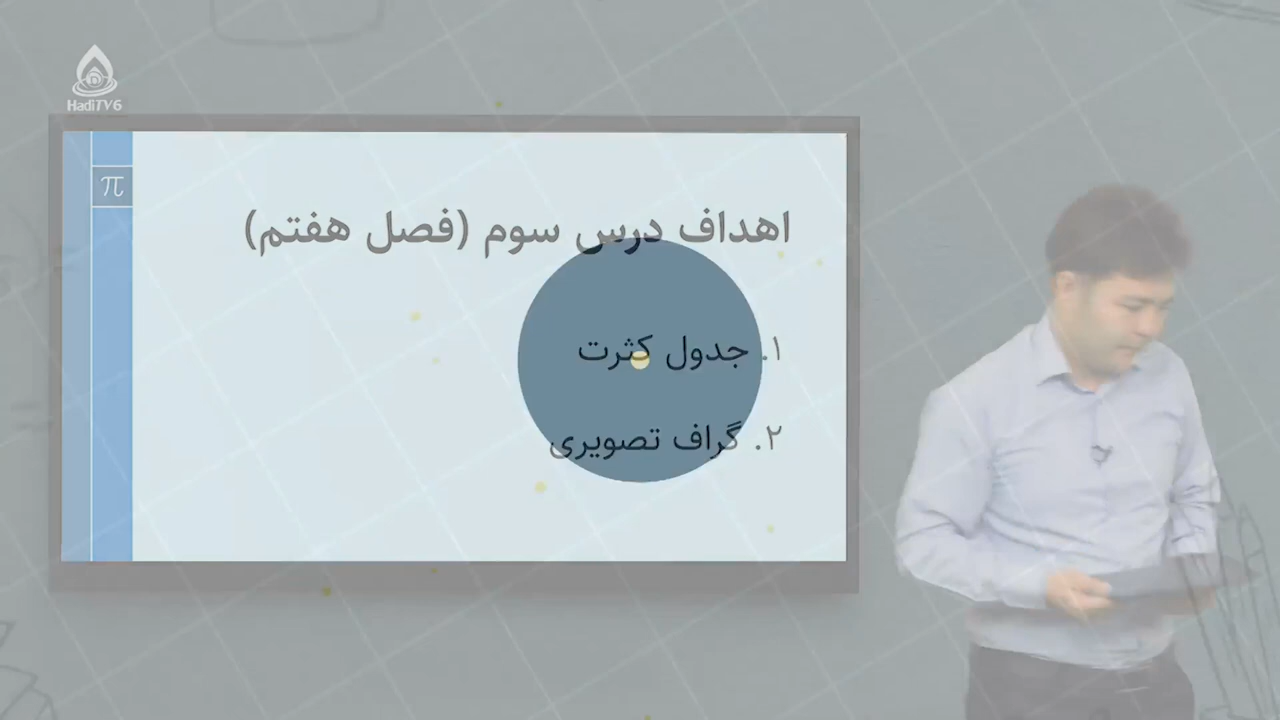 HadiTV6
π
اهداف درس سوم (فصل هفتم)
۱. جدول کثرت
۲. گراف تصویری